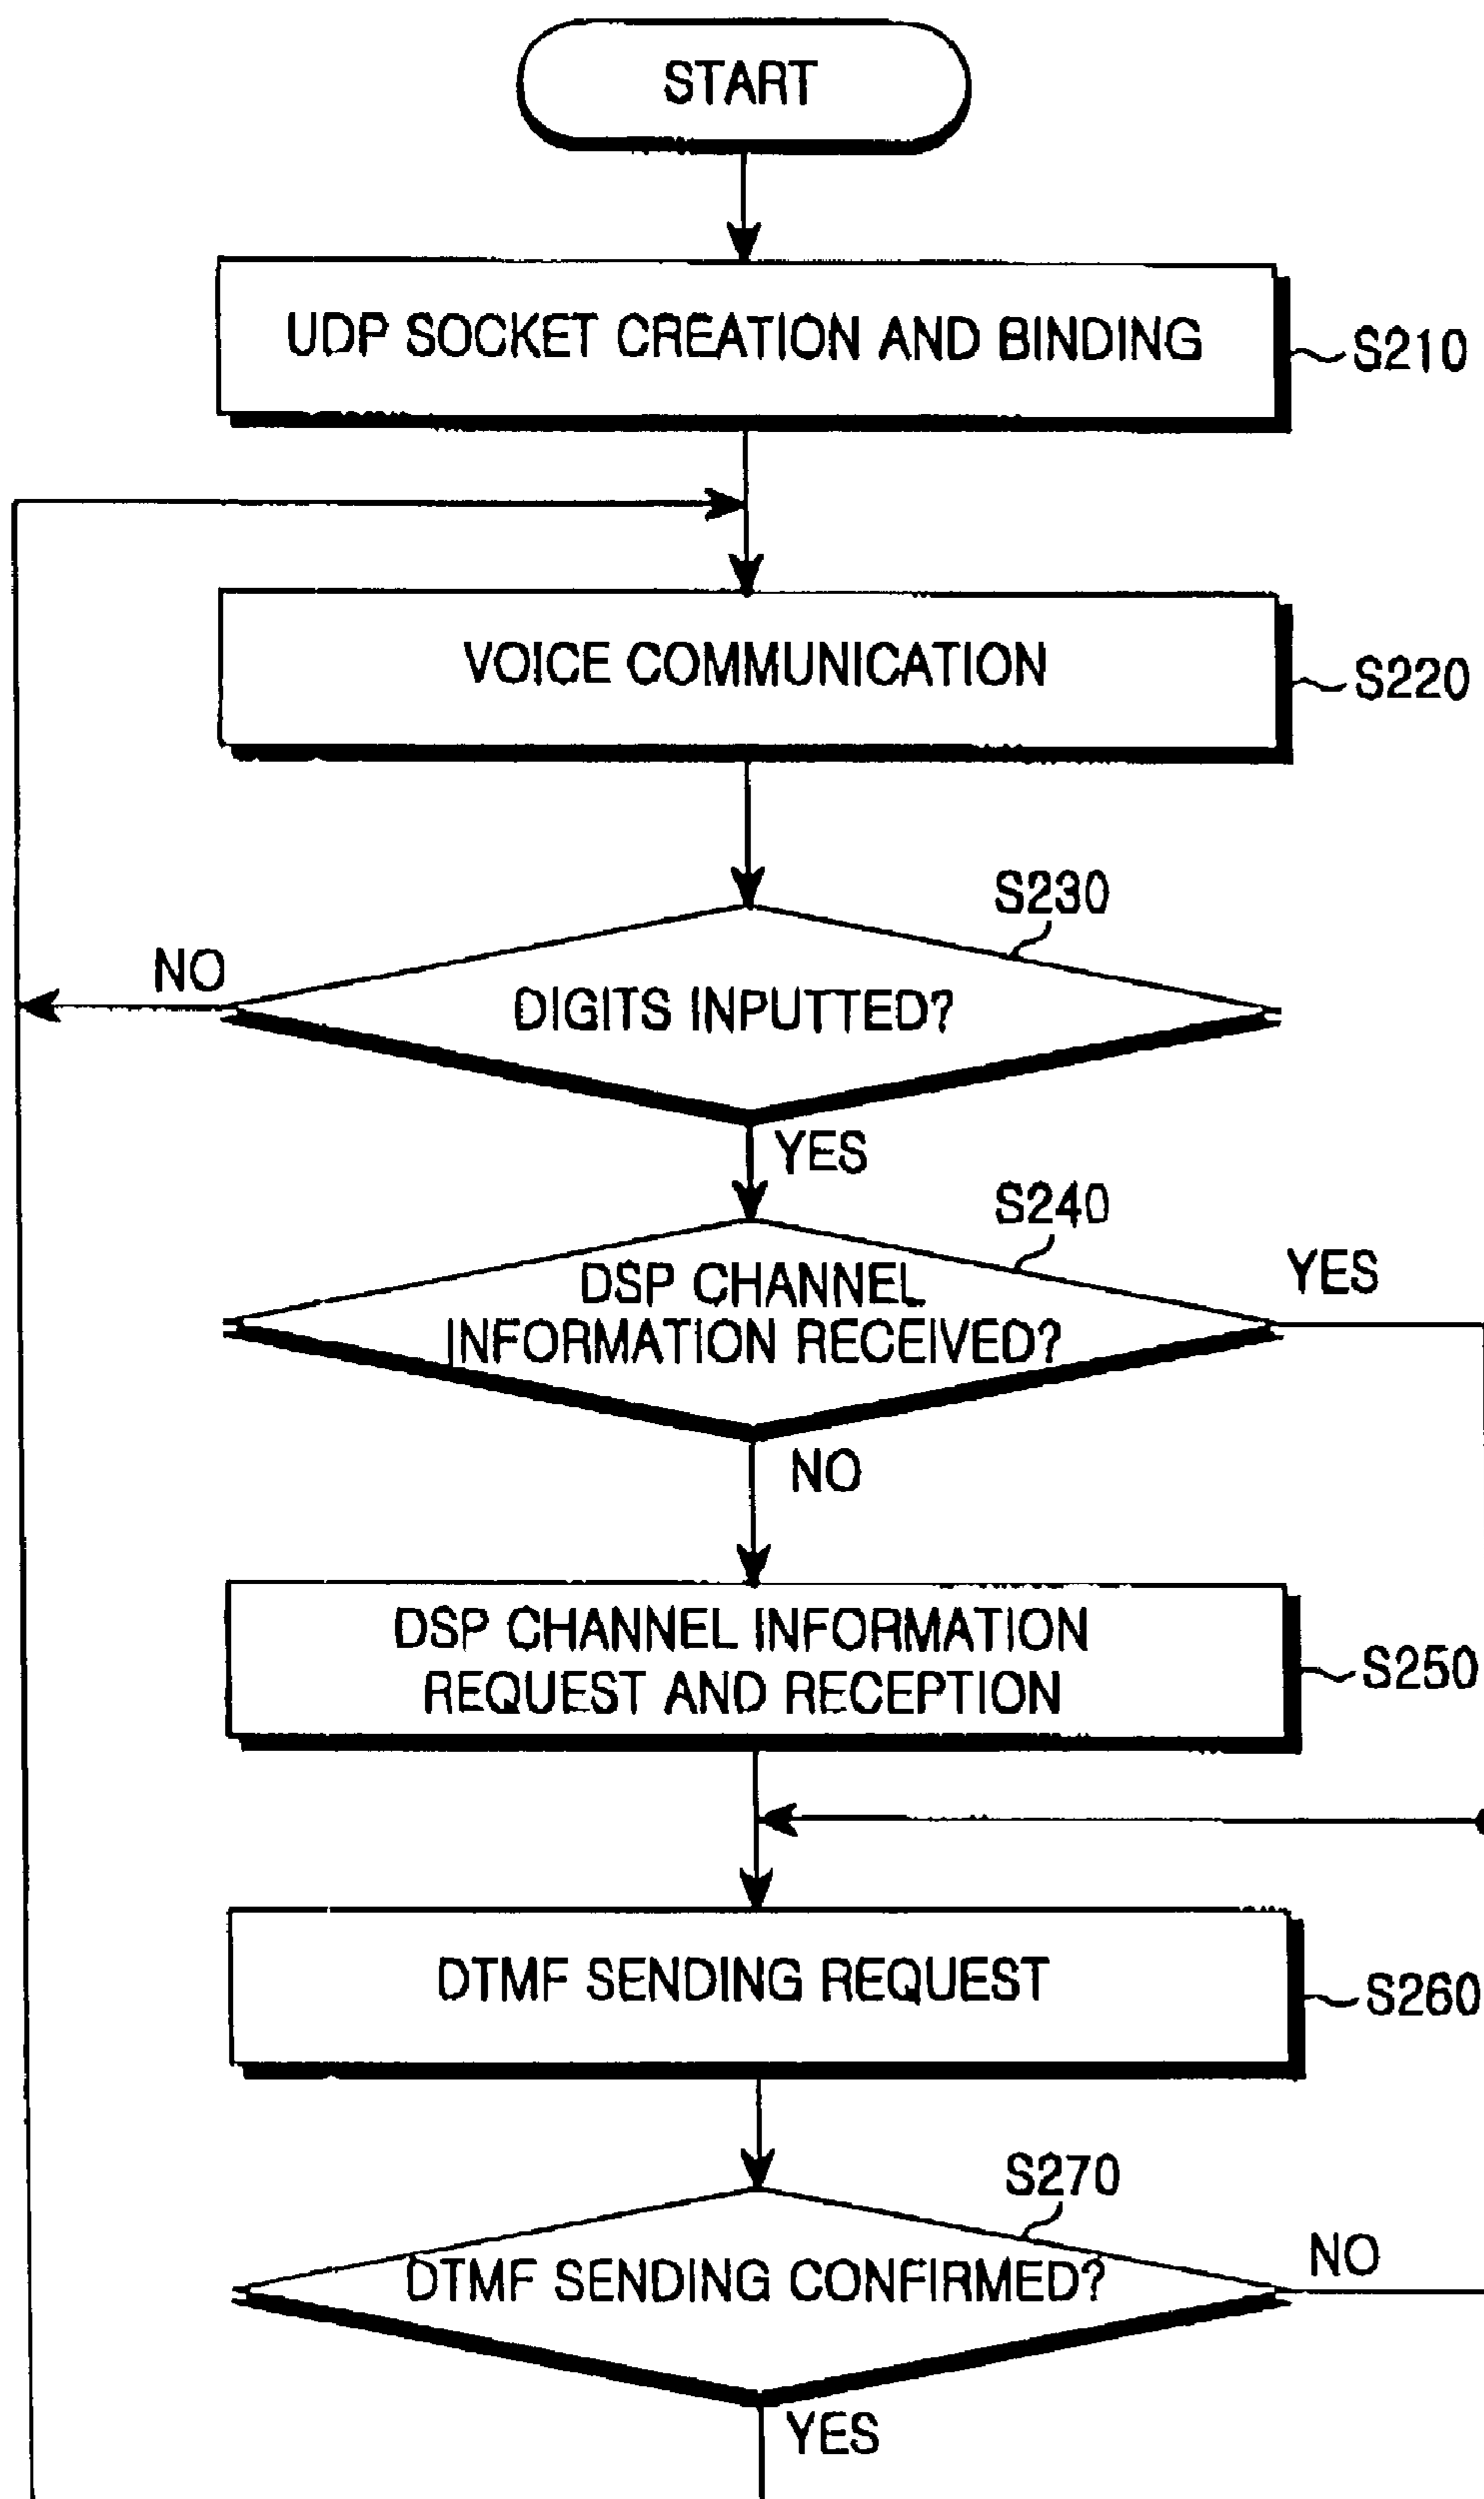 START
UDP SOCKET CREATION AND BINDING
S210
VOICE COMMUNICATION
S220
S230
NO
DIGITS INPUTTED?
YES
S240
YES
DSP CHANNEL
INFORMATION RECEIVED?
NO
DSP CHANNEL INFORMATION
REQUEST AND RECEPTION
S250
DTMF SENDING REQUEST
S260
S270
NO
DTMF SENDING CONFIRMED?
YES